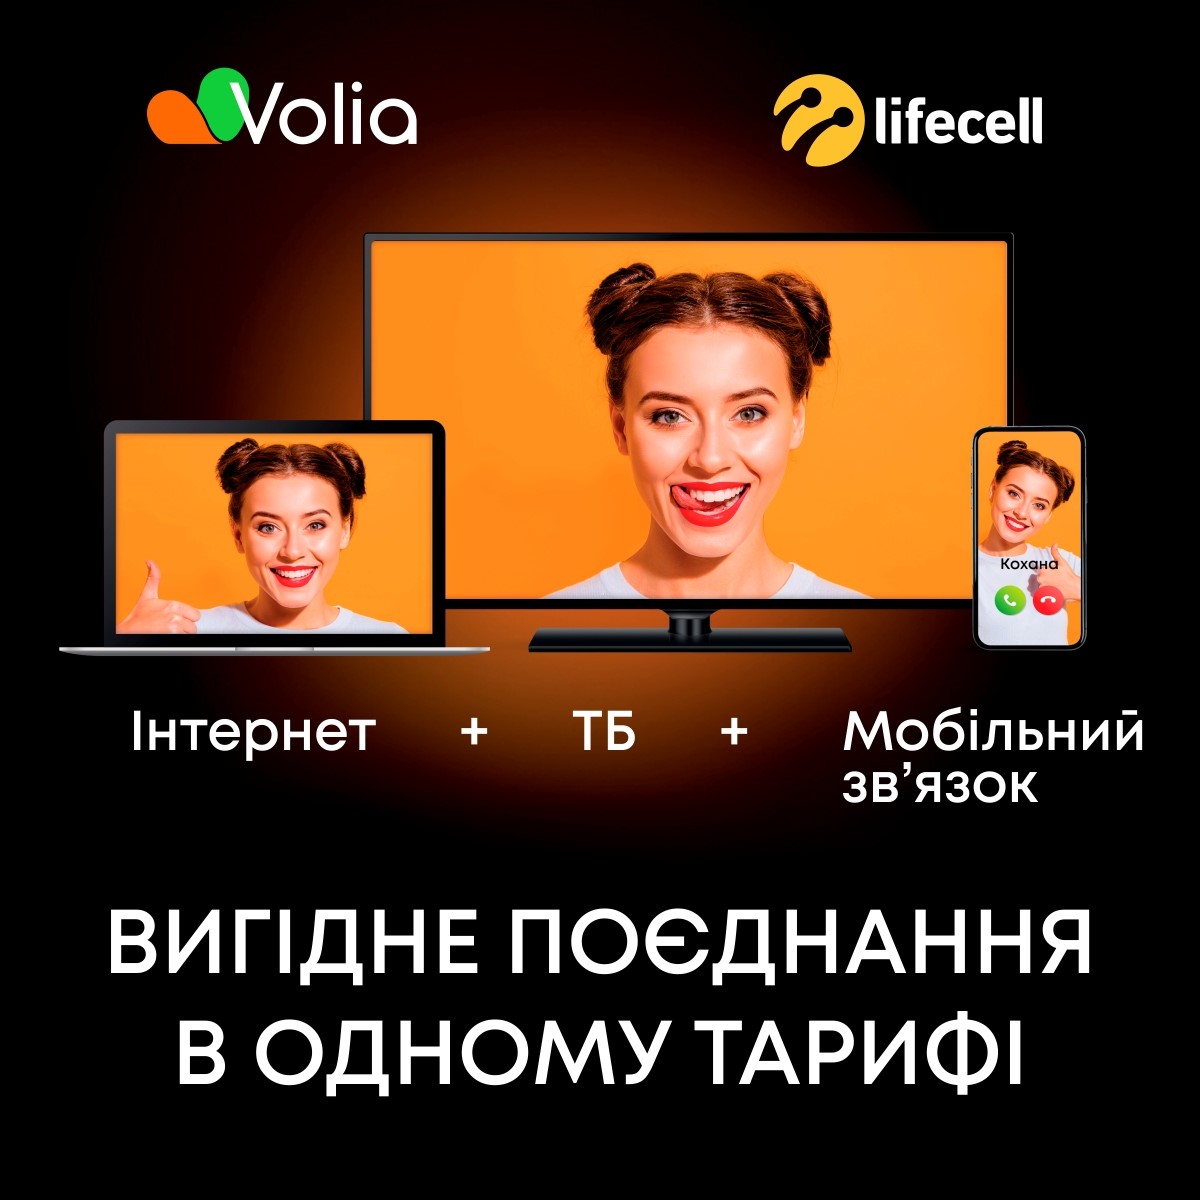 Volia
lifecell
Кохана
Інтернет + ТБ + Мобільний
зв’язок
ВИГІДНЕ ПОЄДНАННЯ
В ОДНОМУ ТАРИФІ